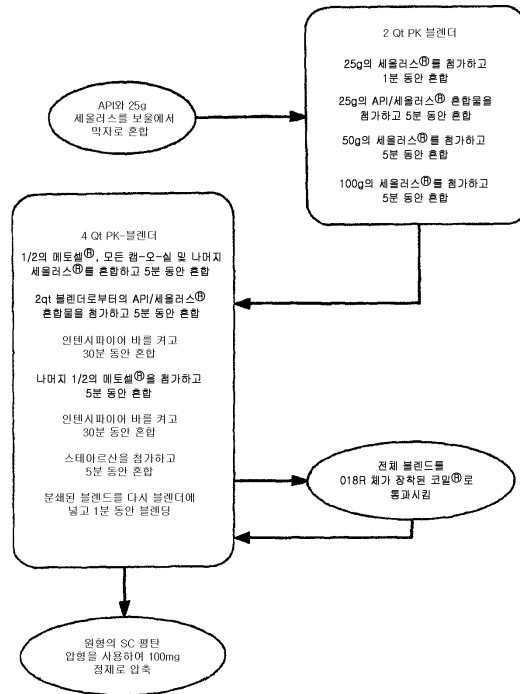 2 Qt PK 블렌더
25g의 세올러스Ⓡ를 첨가하고
1분 동안 혼합
25g의 API/세올러스Ⓡ 혼합물을
첨가하고 5분 동안 혼합
50g의 세올러스Ⓡ를 첨가하고
5분 동안 혼합
100g의 세올러스Ⓡ를 첨가하고
5분 동안 혼합
API와 25g
세올러스를 보울에서
막자로 혼합
4 Qt PK-블렌더
1/2의 메토셀Ⓡ, 모든 캡-오-실 및 나머지
세올러스Ⓡ를 혼합하고 5분 동안 혼합
2qt 블렌더로부터의 API/세올러스Ⓡ
혼합물을 첨가하고 5분 동안 혼합
인텐시파이어 바를 켜고
30분 동안 혼합
나머지 1/2의 메토셀Ⓡ을 첨가하고
5분 동안 혼합
인텐시파이어 바를 켜고
30분 동안 혼합
스테아르산을 첨가하고
5분 동안 혼합
분쇄된 블렌드를 다시 블렌더에
넣고 1분 동안 블렌딩
전체 블렌드를
018R 체가 장착된 코밀Ⓡ로
통과시킴
원형의 SC 평탄
압형을 사용하여 100mg
정제로 압축